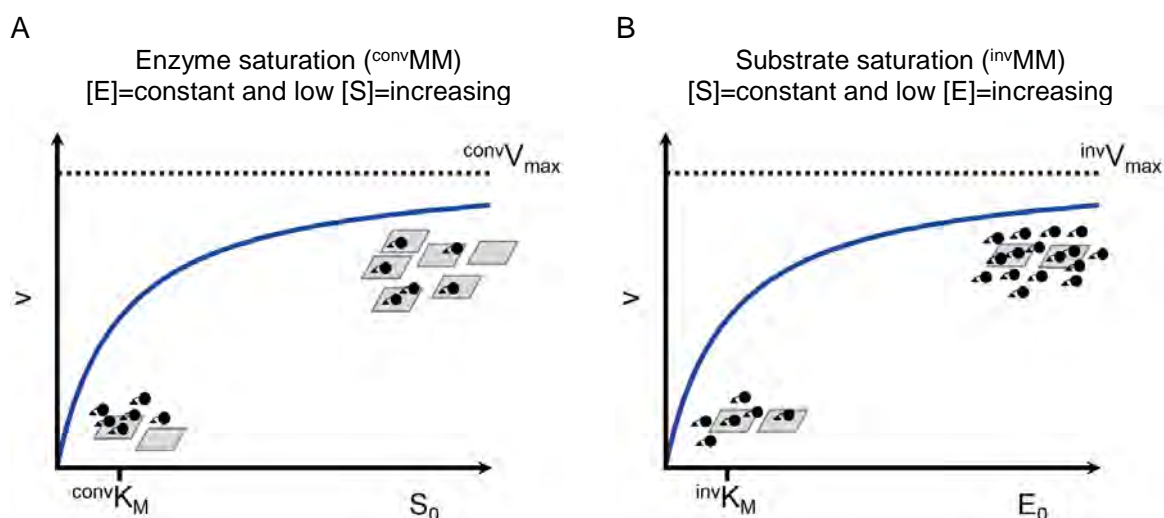 A
Enzyme saturation (convMM)
[E]=constant and low [S]=increasing
convVmax
v
convKM
S0
B
Substrate saturation (invMM)
[S]=constant and low [E]=increasing
invVmax
v
invKM
E0